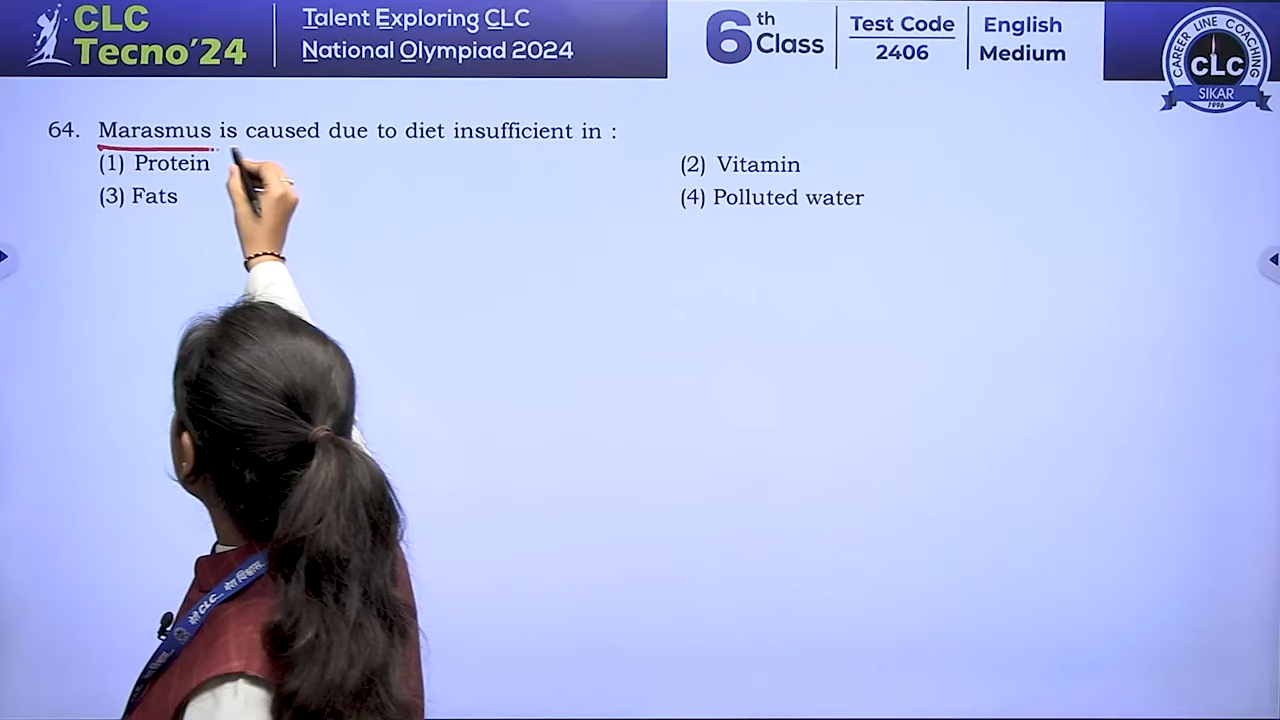 CLC
Tecno'24
Talent Exploring CLC
National Olympiad 2024
6th Class
Test Code
2406
English
Medium
CAREER LINE COACHING
CLC
SIKAR
1996
64. Marasmus is caused due to diet insufficient in :
(1) Protein (2) Vitamin
(3) Fats (4) Polluted water
CLC